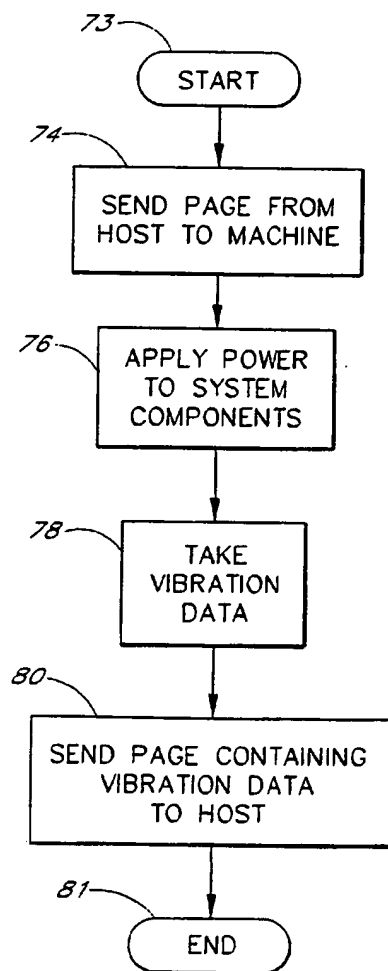 73
START
74
SEND PAGE FROM
HOST TO MACHINE
76
APPLY POWER
TO SYSTEM
COMPONENTS
78
TAKE
VIBRATION
DATA
80
SEND PAGE CONTAINING
VIBRATION DATA
TO HOST
81
END